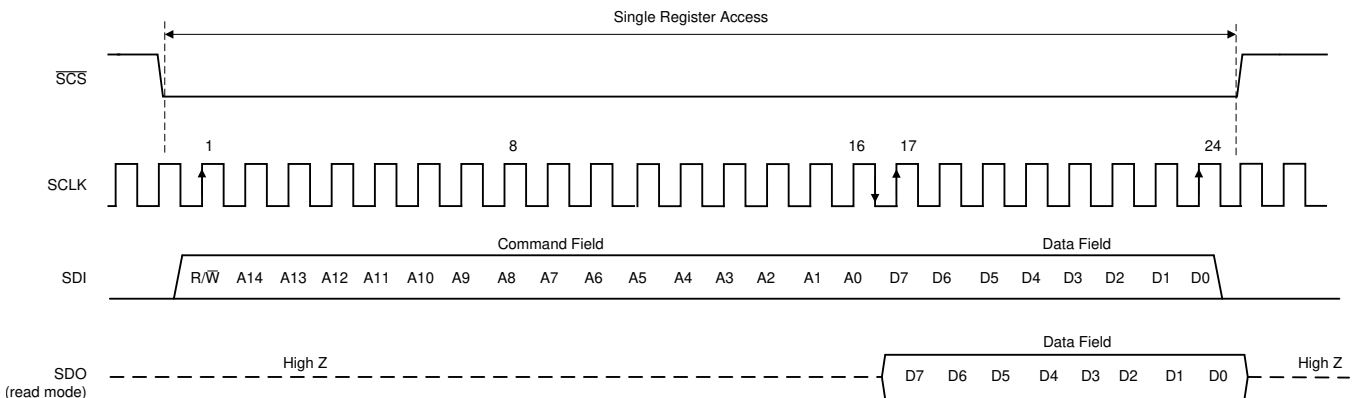 Single Register Access
SCS
1 8 16 17 24
SCLK
Command Field Data Field
SDI R/W A14 A13 A12 A11 A10 A9 A8 A7 A6 A5 A4 A3 A2 A1 A0 D7 D6 D5 D4 D3 D2 D1 D0
Data Field
High Z High Z
SDO D7 D6 D5 D4 D3 D2 D1 D0
(read mode)